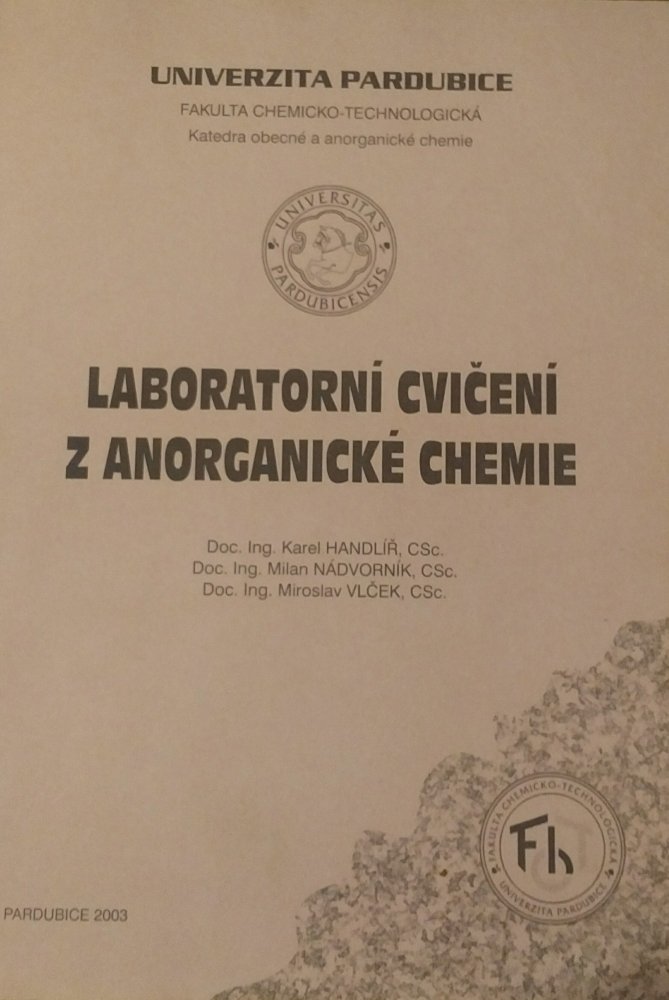 UNIVERZITA PARDUBICE
FAKULTA CHEMICKO-TECHNOLOGICKÁ
Katedra obecné a anorganické chemie
UNIVERSITAS
PARDUBICENSIS
LABORATORNÍ CVIČENÍ
Z ANORGANICKÉ CHEMIE
Doc. Ing. Karel HANDLÍŘ, CSc.
Doc. Ing. Milan NÁDVORNÍK, CSc.
Doc. Ing. Miroslav VLČEK, CSc.
FAKULTA CHEMICKO-TECHNOLOGICKÁ
UNIVERZITA PARDUBICE
PARDUBICE 2003